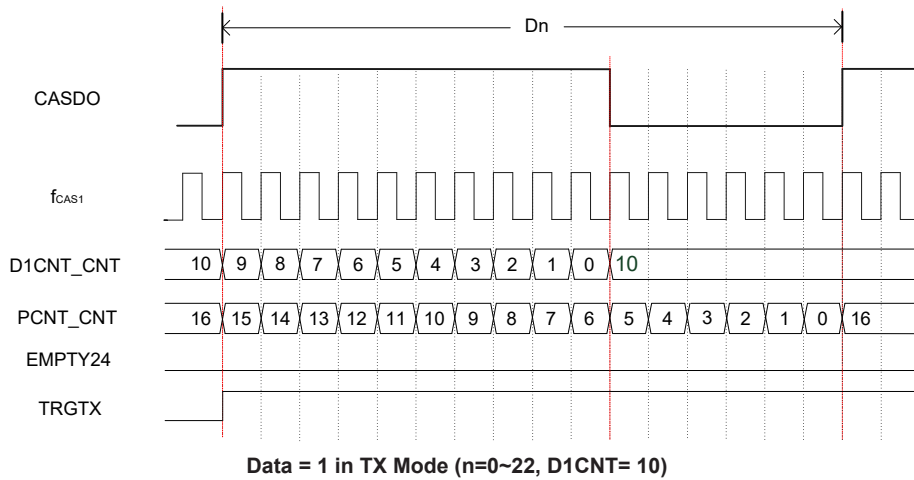 Dn
CASDO
fCAS1
D1CNT_CNT 10 9 8 7 6 5 4 3 2 1 0 10
PCNT_CNT 16 15 14 13 12 11 10 9 8 7 6 5 4 3 2 1 0 16
EMPTY24
TRGTX
Data = 1 in TX Mode (n=0~22, D1CNT= 10)